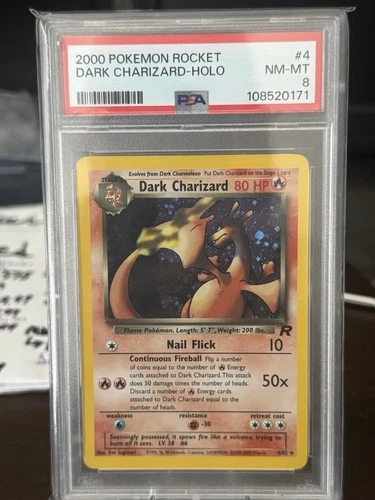 2000 POKEMON ROCKET #4
DARK CHARIZARD-HOLO NM-MT
8
PSA 108520171
Evolves from Dark Charmeleon Put Dark Charizard on the Stage 1 card
Dark Charizard 80 HP
Flame Pokémon. Length: 5' 7", Weight: 200 lbs.
R
Nail Flick 10
Continuous Fireball Flip a number
of coins equal to the number of Energy
cards attached to Dark Charizard. This attack
does 50 damage times the number of heads.
Discard a number of Energy
cards attached to Dark Charizard equal to the
number of heads.
50x
weakness resistance retreat cost
-30
Seemingly possessed, it spews fire like a volcano, trying to
burn all it sees. LV. 38 #6
4/82